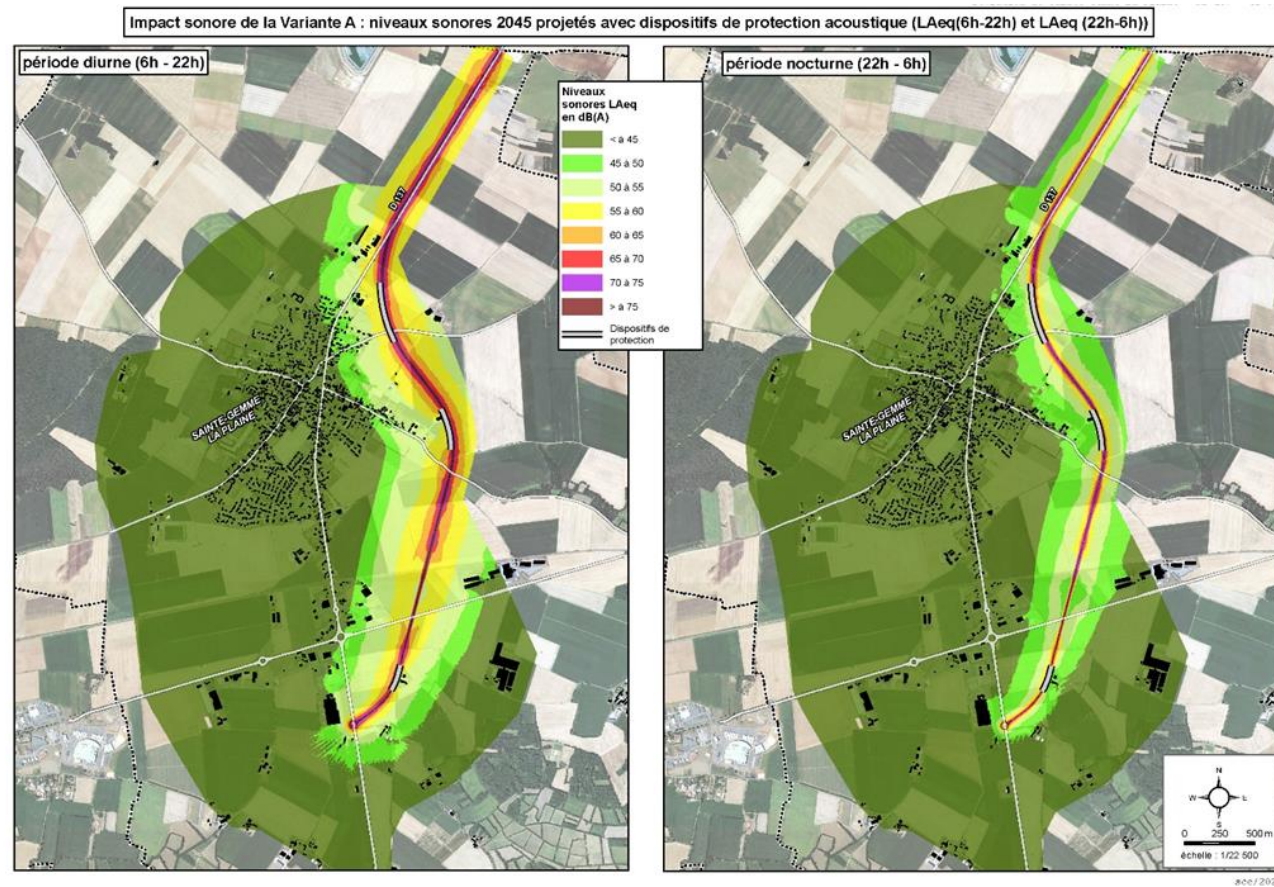 Impact sonore de la Variante A : niveaux sonores 2045 projetés avec dispositifs de protection acoustique (LAeq(6h-22h) et LAeq (22h-6h))
période diurne (6h - 22h)
période nocturne (22h - 6h)
Niveaux
sonores LAeq
en dB(A)
< à 45
45 à 50
50 à 55
55 à 60
60 à 65
65 à 70
70 à 75
> à 75
Dispositifs de
protection
D 137
SAINTE-GEMME
LA PLAINE
D 137
SAINTE-GEMME
LA PLAINE
N
W
E
S
0 250 500 m
échelle : 1/22 500